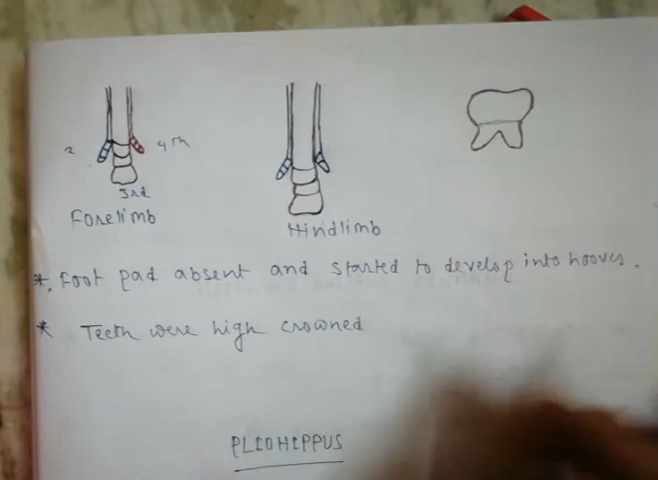 2 4th
3rd
Forelimb
Hindlimb
*. Foot pad absent and started to develop into hooves.
* Teeth were high crowned
PLIOHIPPUS